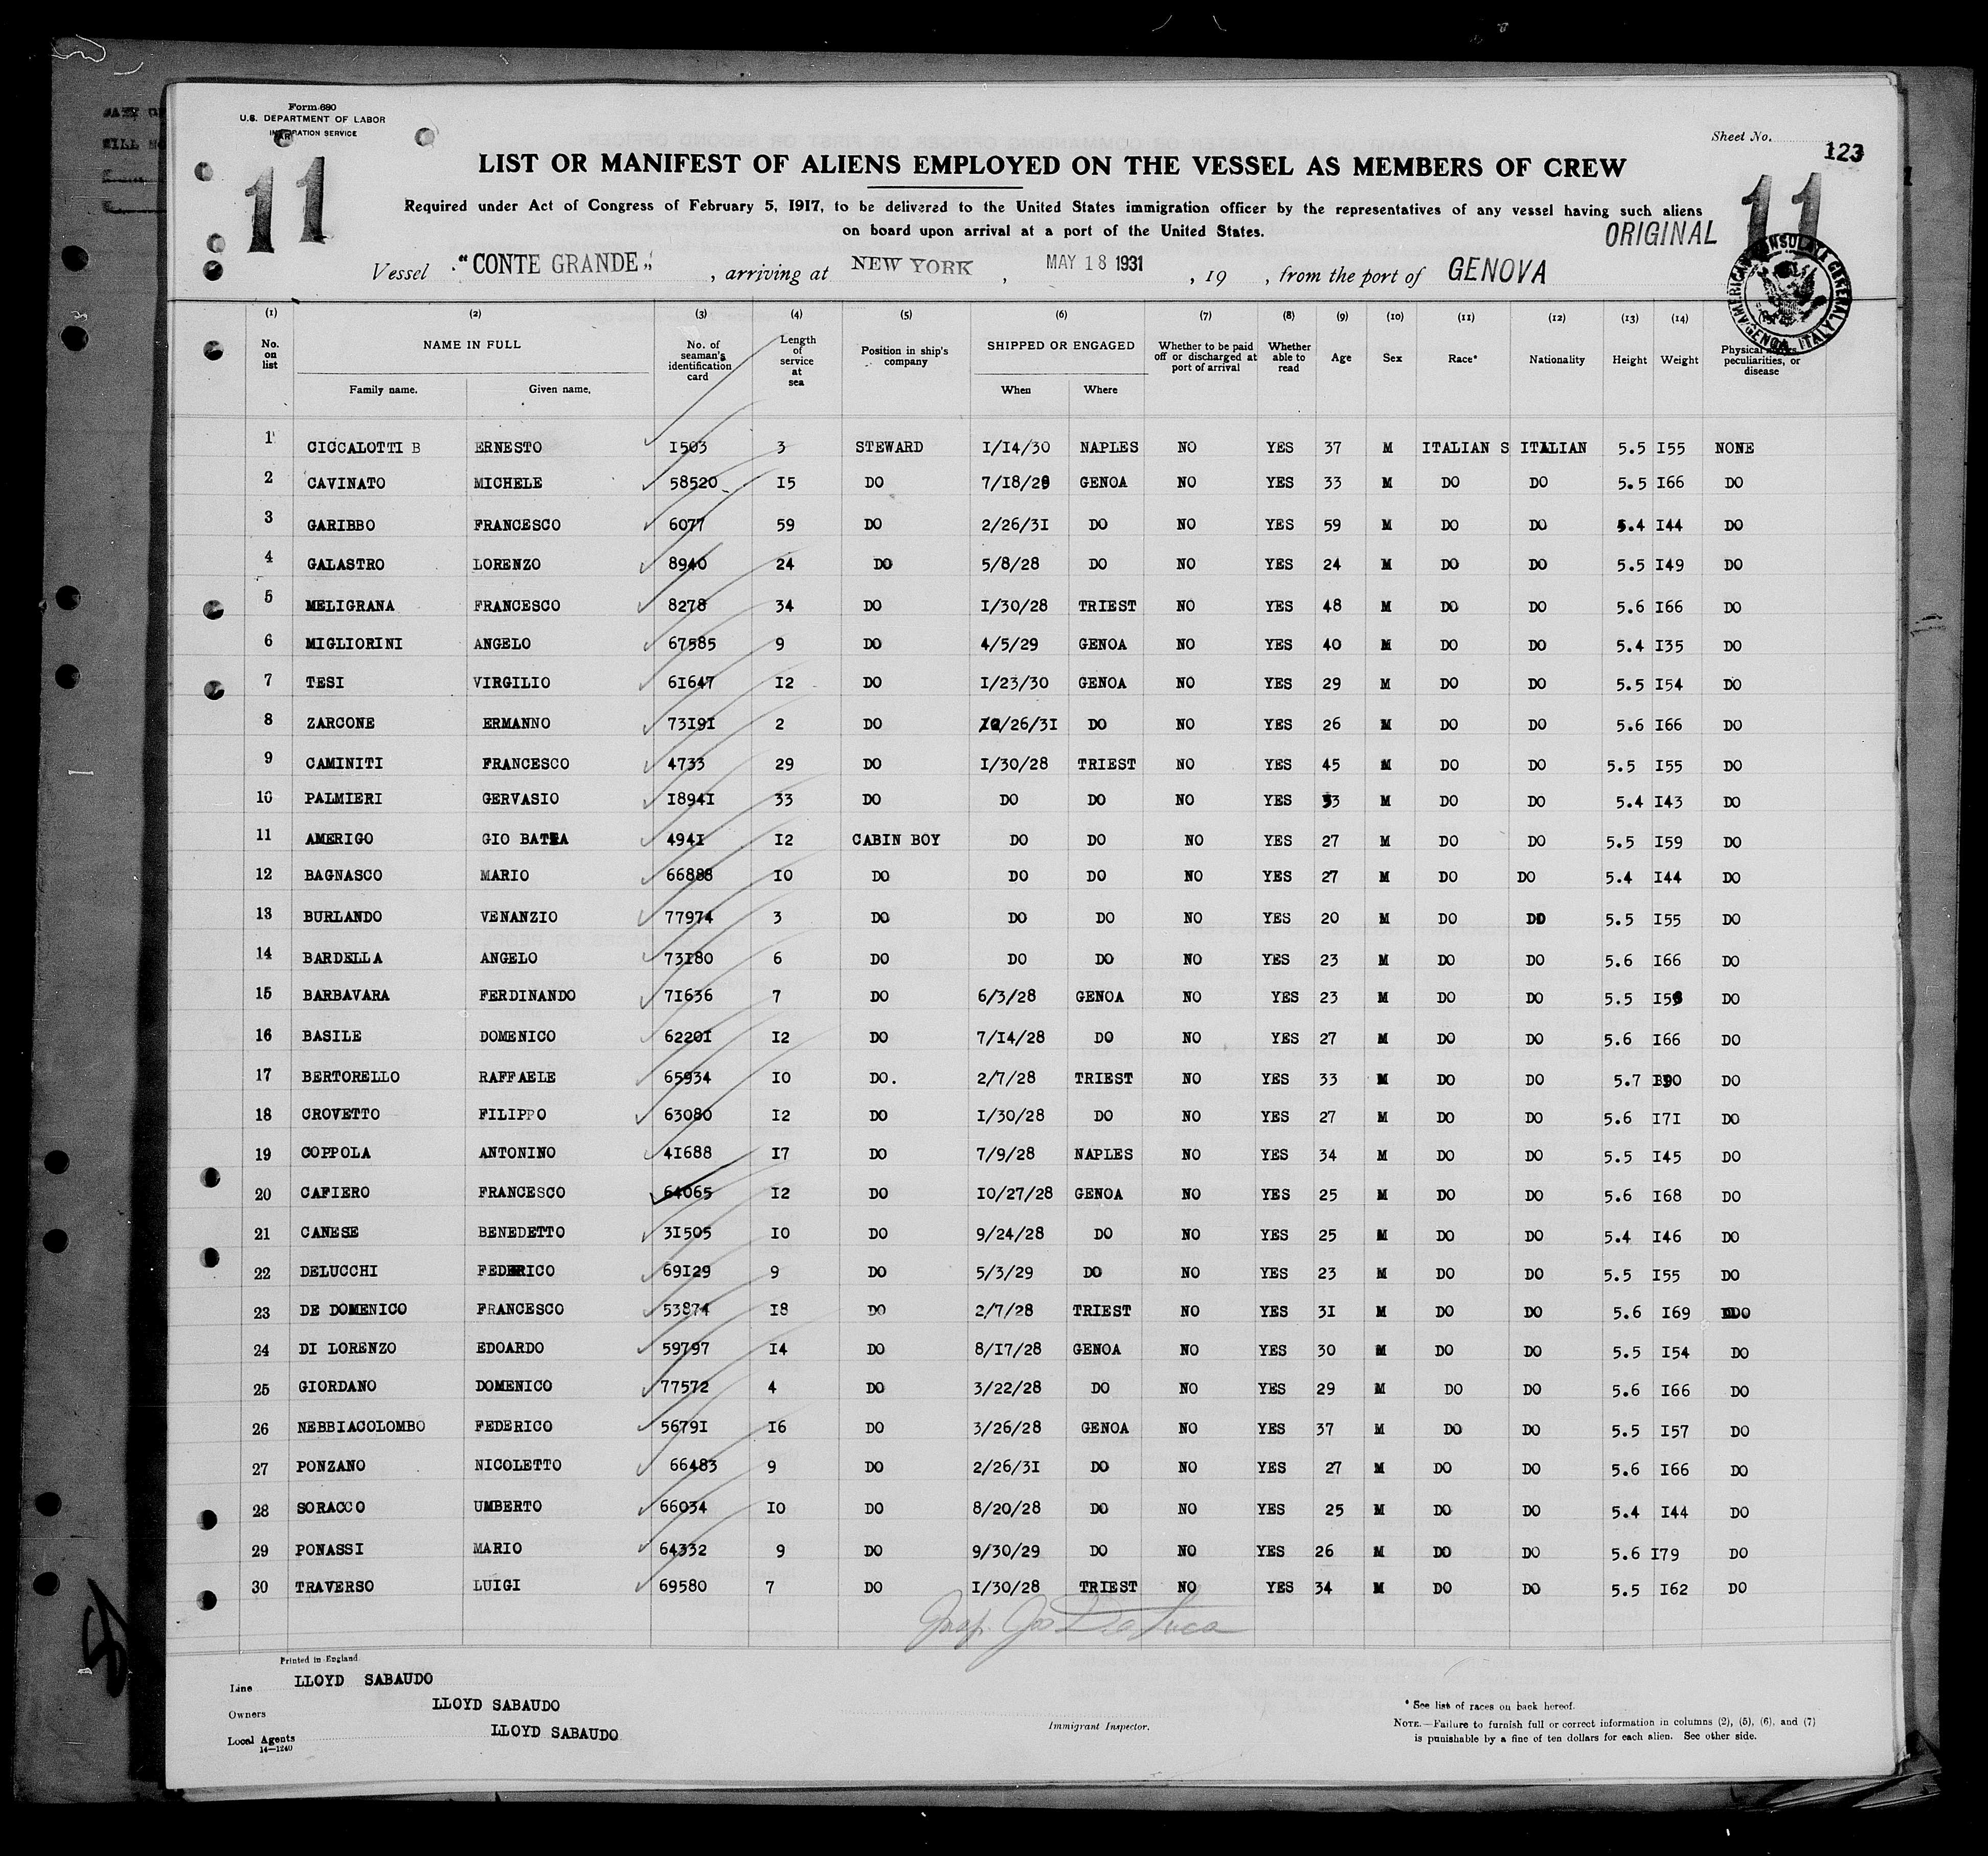 Form 680
U.S. DEPARTMENT OF LABOR
SERVICE
Sheet No.
123
11
11
LIST OR MANIFEST OF ALIENS EMPLOYED ON THE VESSEL AS MEMBERS OF CREW
Required under Act of Congress of February 5, 1917, to be delivered to the United States immigration officer by the representatives of any vessel having such aliens
on board upon arrival at a port of the United States.
ORIGINAL
AMERICAN CONSULATE GENERAL GENOA, ITALY
Vessel "CONTE GRANDE", arriving at NEW YORK, MAY 18 1931, 19 , from the port of GENOVA
(1) (2) (3) (4) (5) (6) (7) (8) (9) (10) (11) (12) (13) (14)
No. on list NAME IN FULL Family name. Given name. No. of seaman's identification card Length of service at sea Position in ship's company SHIPPED OR ENGAGED When Where Whether to be paid off or discharged at port of arrival Whether able to read Age Sex Race* Nationality Height Weight Physical peculiarities, or disease
1 CICCALOTTI B ERNESTO 1503 3 STEWARD 1/14/30 NAPLES NO YES 37 M ITALIAN S ITALIAN 5.5 155 NONE
2 CAVINATO MICHELE 58520 15 DO 7/18/28 GENOA NO YES 33 M DO DO 5.5 166 DO
3 GARIBBO FRANCESCO 6077 59 DO 2/26/31 DO NO YES 59 M DO DO 5.4 144 DO
4 GALASTRO LORENZO 8940 24 DO 5/8/28 DO NO YES 24 M DO DO 5.5 149 DO
5 MELIGRANA FRANCESCO 8278 34 DO 1/30/28 TRIEST NO YES 48 M DO DO 5.6 166 DO
6 MIGLIORINI ANGELO 67585 9 DO 4/5/29 GENOA NO YES 40 M DO DO 5.4 135 DO
7 TESI VIRGILIO 61647 12 DO 1/23/30 GENOA NO YES 29 M DO DO 5.5 154 DO
8 ZARCONE ERMANNO 73191 2 DO /26/31 DO NO YES 26 M DO DO 5.6 166 DO
9 CAMINITI FRANCESCO 4733 29 DO 1/30/28 TRIEST NO YES 45 M DO DO 5.5 155 DO
10 PALMIERI GERVASIO 18941 33 DO DO DO NO YES 53 M DO DO 5.4 143 DO
11 AMERIGO GIO BATTA 4941 12 CABIN BOY DO DO NO YES 27 M DO DO 5.5 159 DO
12 BAGNASCO MARIO 66888 10 DO DO DO NO YES 27 M DO DO 5.4 144 DO
13 BURLANDO VENANZIO 77974 3 DO DO DO NO YES 20 M DO DO 5.5 155 DO
14 BARDELLA ANGELO 73180 6 DO DO DO NO YES 23 M DO DO 5.6 166 DO
15 BARBAVARA FERDINANDO 71636 7 DO 6/3/28 GENOA NO YES 23 M DO DO 5.5 DO
16 BASILE DOMENICO 62201 12 DO 7/14/28 DO NO YES 27 M DO DO 5.6 166 DO
17 BERTORELLO RAFFAELE 65934 10 DO. 2/7/28 TRIEST NO YES 33 M DO DO 5.7 DO
18 CROVETTO FILIPPO 63080 12 DO 1/30/28 DO NO YES 27 M DO DO 5.6 171 DO
19 COPPOLA ANTONINO 41688 17 DO 7/9/28 NAPLES NO YES 34 M DO DO 5.5 145 DO
20 CAFIERO FRANCESCO 64065 12 DO 10/27/28 GENOA NO YES 25 M DO DO 5.6 168 DO
21 CANESE BENEDETTO 31505 10 DO 9/24/28 DO NO YES 25 M DO DO 5.4 146 DO
22 DELUCCHI FEDERICO 69129 9 DO 5/3/29 DO NO YES 23 M DO DO 5.5 155 DO
23 DE DOMENICO FRANCESCO 53874 18 DO 2/7/28 TRIEST NO YES 31 M DO DO 5.6 169 DO
24 DI LORENZO EDOARDO 59797 14 DO 8/17/28 GENOA NO YES 30 M DO DO 5.5 154 DO
25 GIORDANO DOMENICO 77572 4 DO 3/22/28 DO NO YES 29 M DO DO 5.6 166 DO
26 NEBBIACOLOMBO FEDERICO 56791 16 DO 3/26/28 GENOA NO YES 37 M DO DO 5.5 157 DO
27 PONZANO NICOLETTO 66483 9 DO 2/26/31 DO NO YES 27 M DO DO 5.6 166 DO
28 SORACCO UMBERTO 66034 10 DO 8/20/28 DO NO YES 25 M DO DO 5.4 144 DO
29 PONASSI MARIO 64332 9 DO 9/30/29 DO NO YES 26 M DO DO 5.6 179 DO
30 TRAVERSO LUIGI 69580 7 DO 1/30/28 TRIEST NO YES 34 M DO DO 5.5 162 DO
Insp. Jos De Luca
Printed in England.
Line LLOYD SABAUDO
Owners LLOYD SABAUDO
Local Agents LLOYD SABAUDO
14—1240
Immigrant Inspector.
* See list of races on back hereof.
NOTE.—Failure to furnish full or correct information in columns (2), (5), (6), and (7)
is punishable by a fine of ten dollars for each alien. See other side.